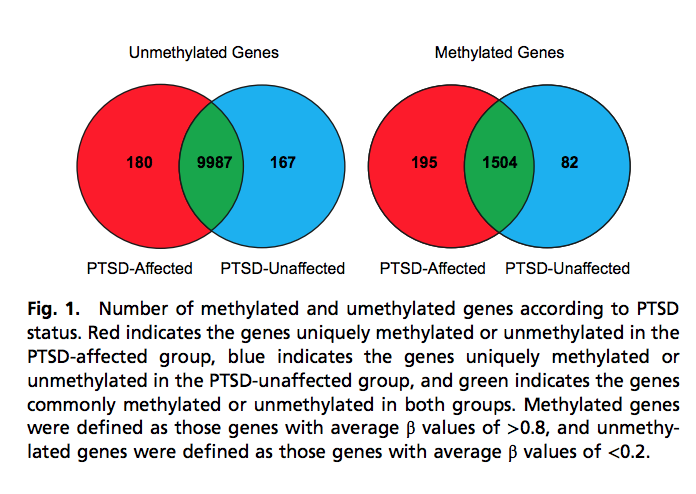 Unmethylated Genes
Methylated Genes
180
9987
167
195
1504
82
PTSD-Affected
PTSD-Unaffected
PTSD-Affected
PTSD-Unaffected
Fig. 1. Number of methylated and umethylated genes according to PTSD
status. Red indicates the genes uniquely methylated or unmethylated in the
PTSD-affected group, blue indicates the genes uniquely methylated or
unmethylated in the PTSD-unaffected group, and green indicates the genes
commonly methylated or unmethylated in both groups. Methylated genes
were defined as those genes with average β values of >0.8, and unmethy-
lated genes were defined as those genes with average β values of <0.2.